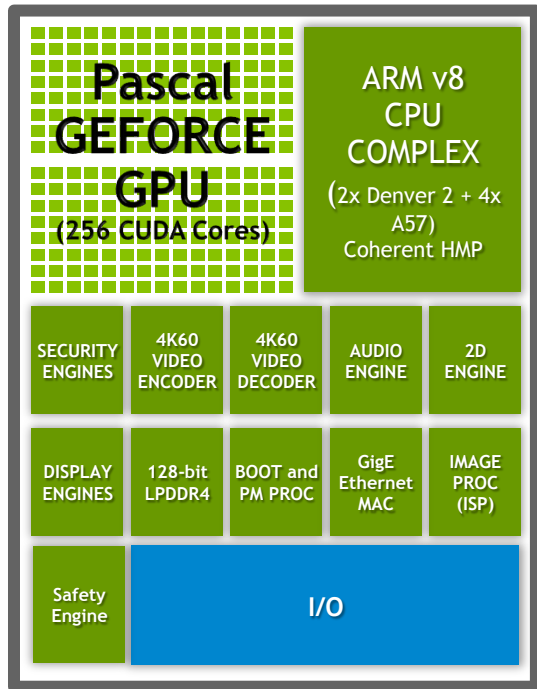 Pascal
GEFORCE
GPU
(256 CUDA Cores)
ARM v8
CPU
COMPLEX
(2x Denver 2 + 4x
A57)
Coherent HMP
SECURITY
ENGINES
4K60
VIDEO
ENCODER
4K60
VIDEO
DECODER
AUDIO
ENGINE
2D
ENGINE
DISPLAY
ENGINES
128-bit
LPDDR4
BOOT and
PM PROC
GigE
Ethernet
MAC
IMAGE
PROC
(ISP)
Safety
Engine
I/O